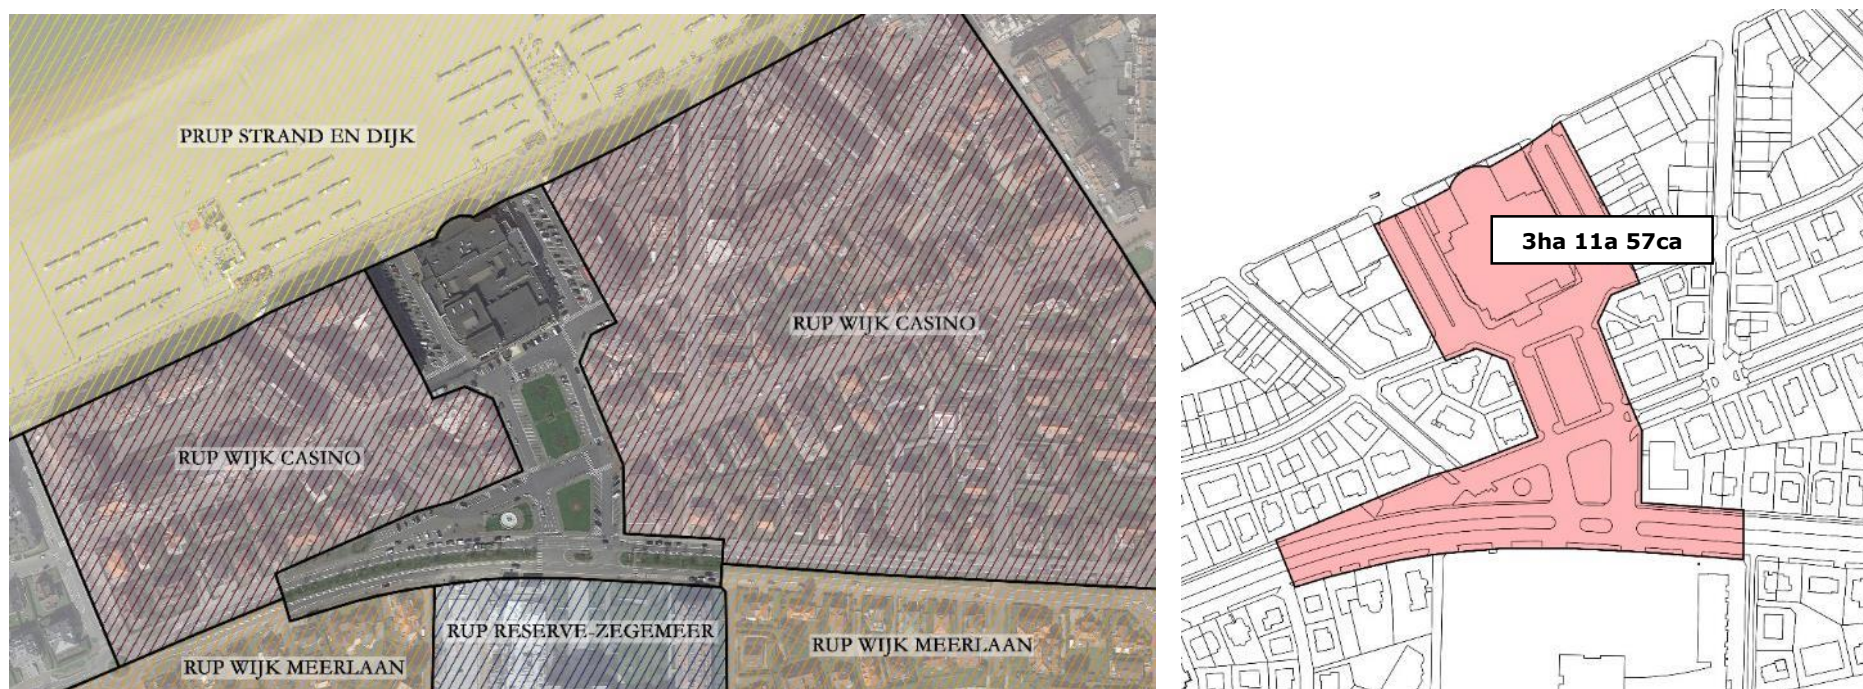 PRUP STRAND EN DIJK
3ha 11a 57ca
RUP WIJK CASINO
RUP WIJK CASINO
RUP RESERVE-ZEGEMEER
RUP WIJK MEERLAAN
RUP WIJK MEERLAAN